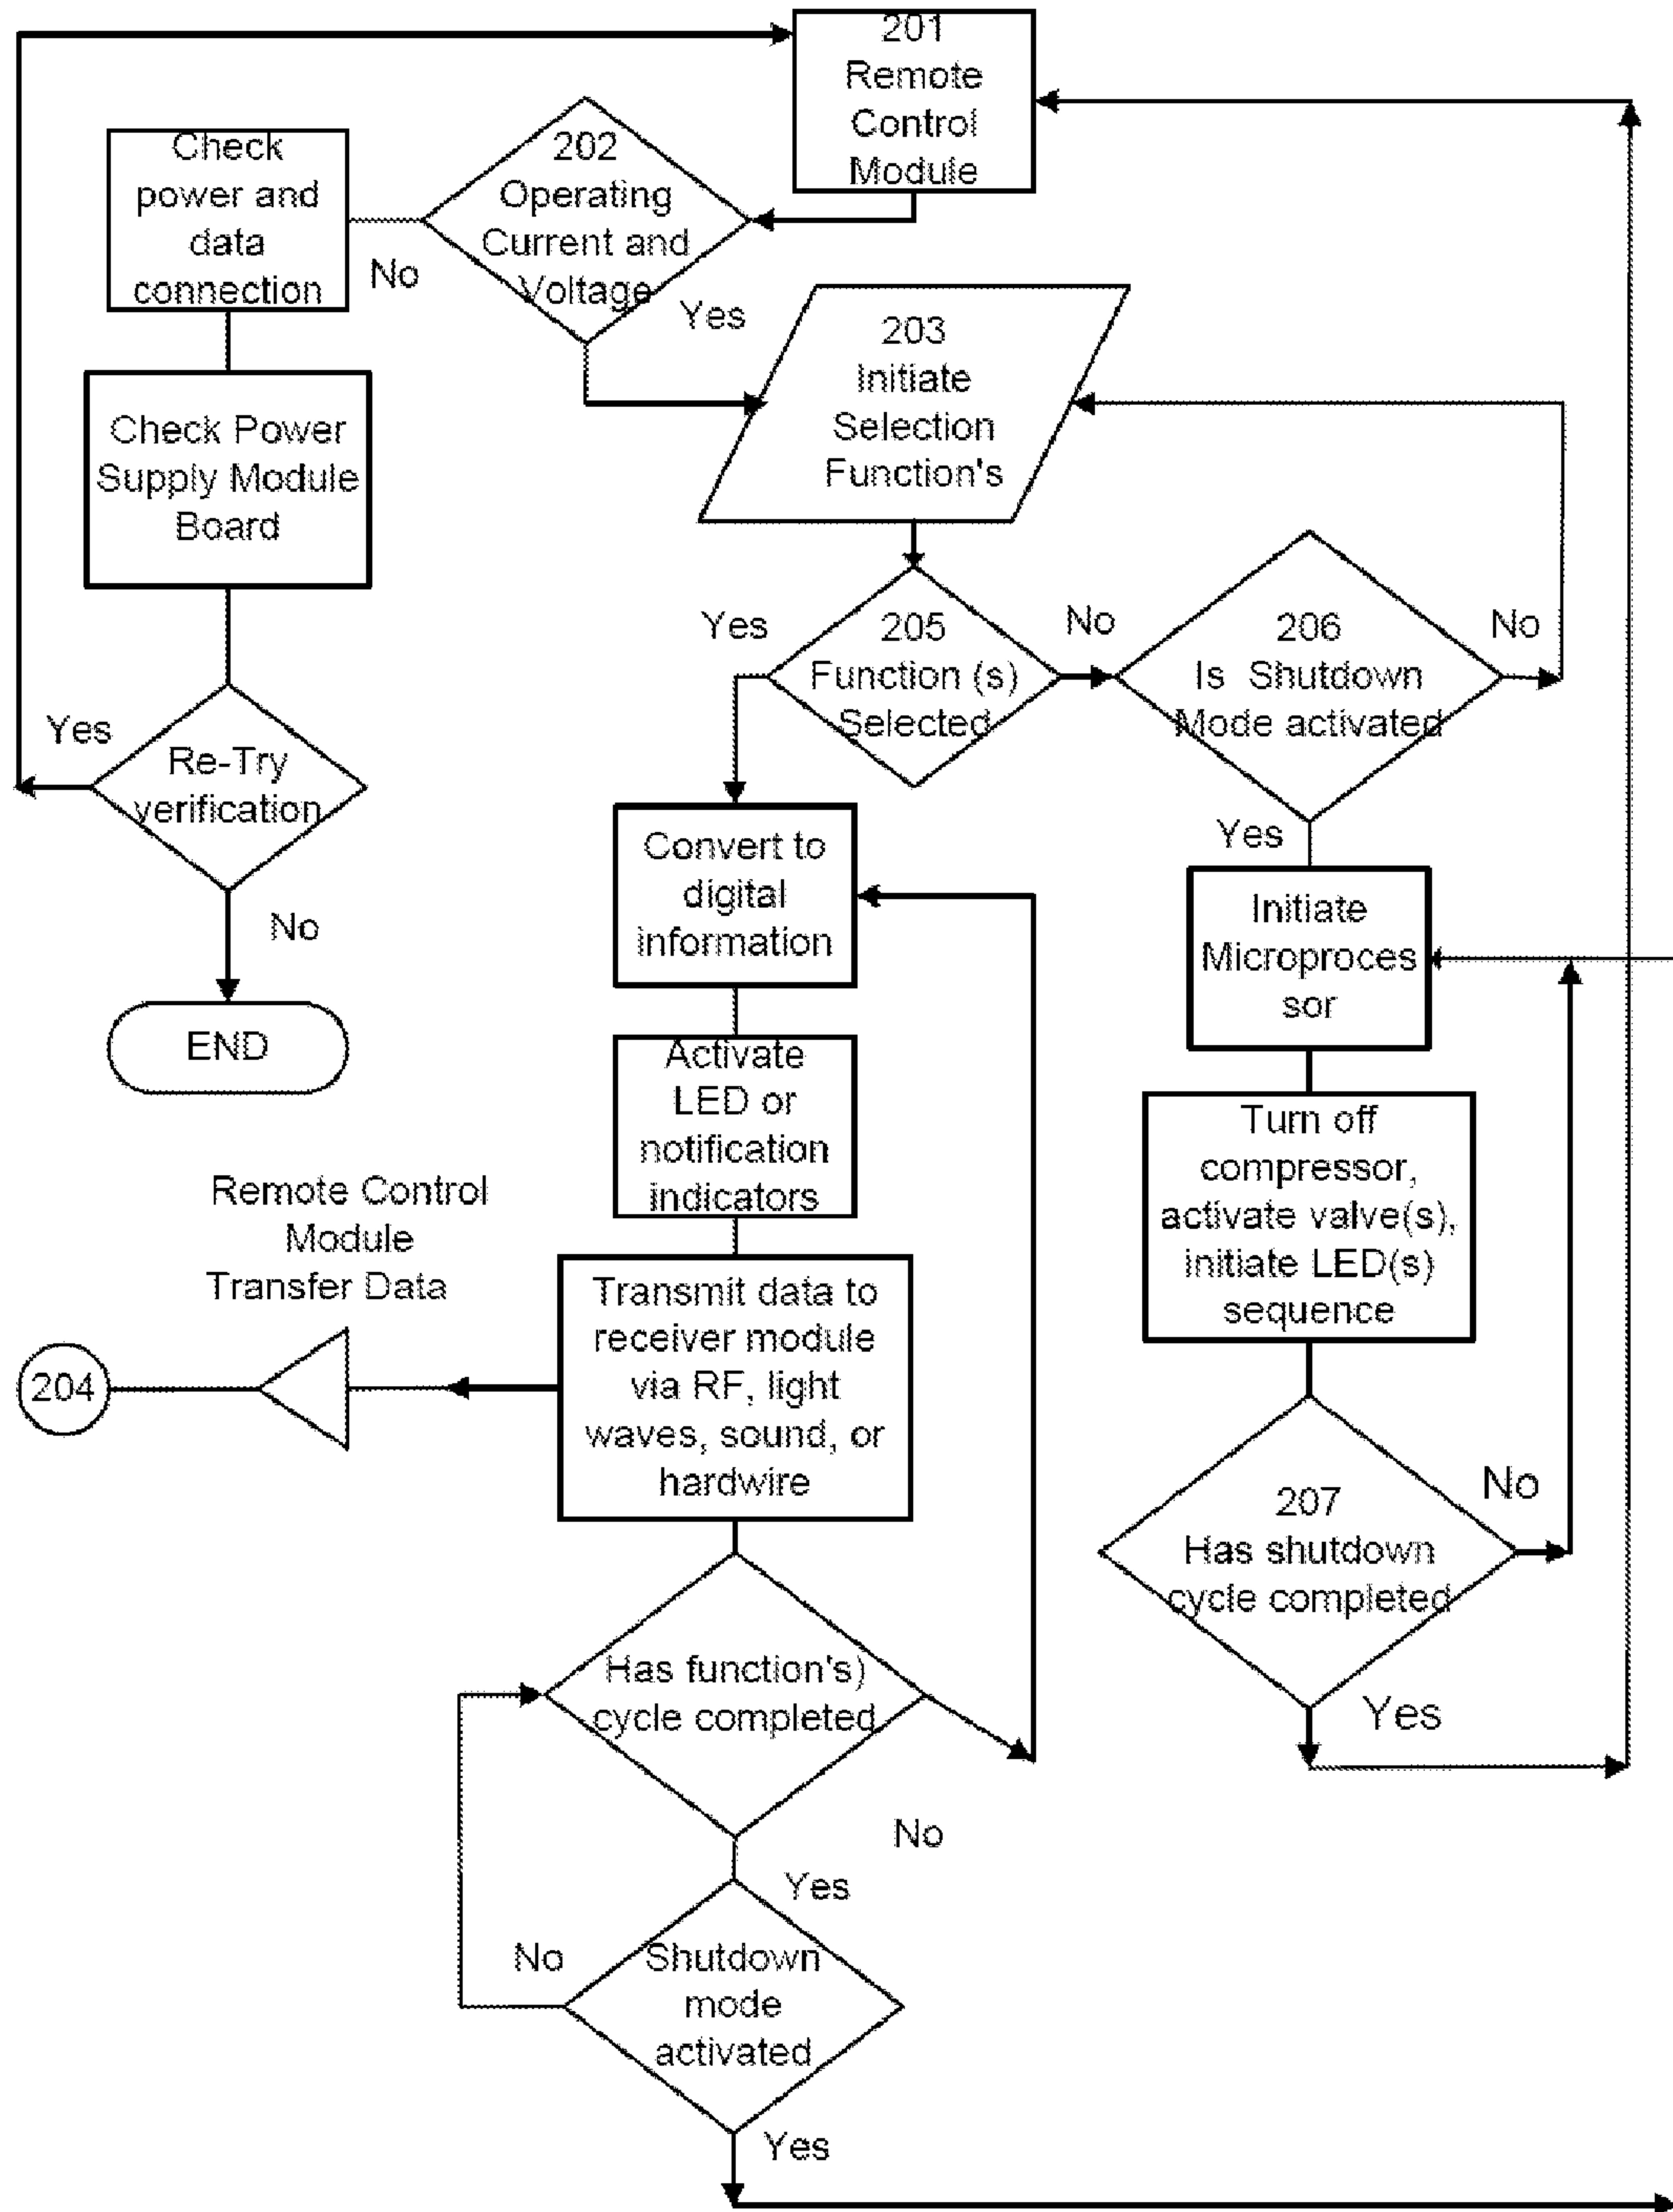 201
Remote
Control
Module
202
Operating
Current and
Voltage
Check
power and
data
connection
No
Yes
203
Initiate
Selection
Function's
Check Power
Supply Module
Board
Yes
205
Function (s)
Selected
No
206
Is Shutdown
Mode activated
No
Yes
Re-Try
verification
No
END
Convert to
digital
information
Yes
Initiate
Microproces
sor
Activate
LED or
notification
indicators
Turn off
compressor,
activate valve(s),
initiate LED(s)
sequence
Remote Control
Module
Transfer Data
204
Transmit data to
receiver module
via RF, light
waves, sound, or
hardwire
207
Has shutdown
cycle completed
No
Yes
Has function's)
cycle completed
No
Yes
Shutdown
mode
activated
No
Yes